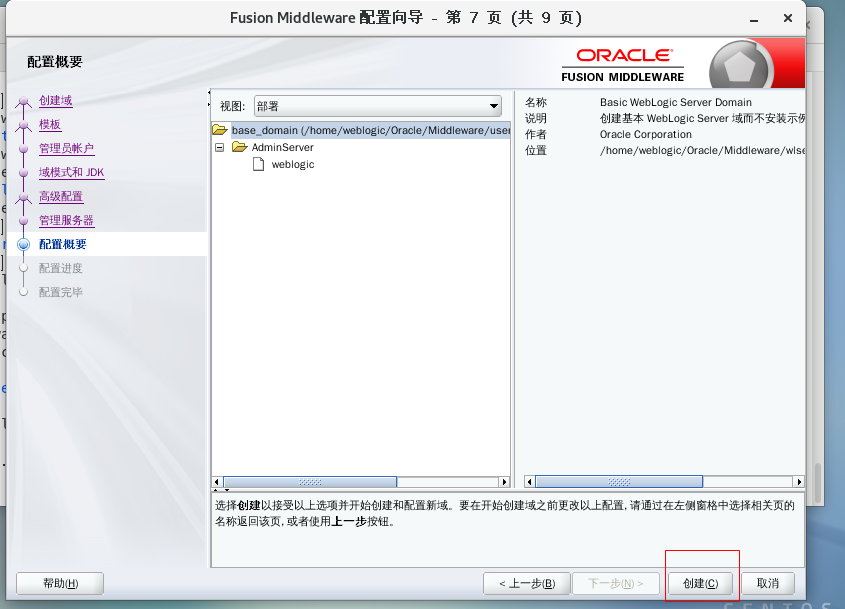 Fusion Middleware 配置向导 - 第 7 页 (共 9 页)
配置概要
ORACLE
FUSION MIDDLEWARE
创建域
模板
管理员帐户
域模式和 JDK
高级配置
管理服务器
配置概要
配置进度
配置完毕
视图: 部署
base_domain (/home/weblogic/Oracle/Middleware/user
AdminServer
weblogic
名称 Basic WebLogic Server Domain
说明 创建基本 WebLogic Server 域而不安装示例
作者 Oracle Corporation
位置 /home/weblogic/Oracle/Middleware/wlse
选择创建以接受以上选项并开始创建和配置新域。要在开始创建域之前更改以上配置, 请通过在左侧窗格中选择相关页的
名称返回该页, 或者使用上一步按钮。
帮助(H) < 上一步(B) 下一步(N) > 创建(C) 取消
CENTOS